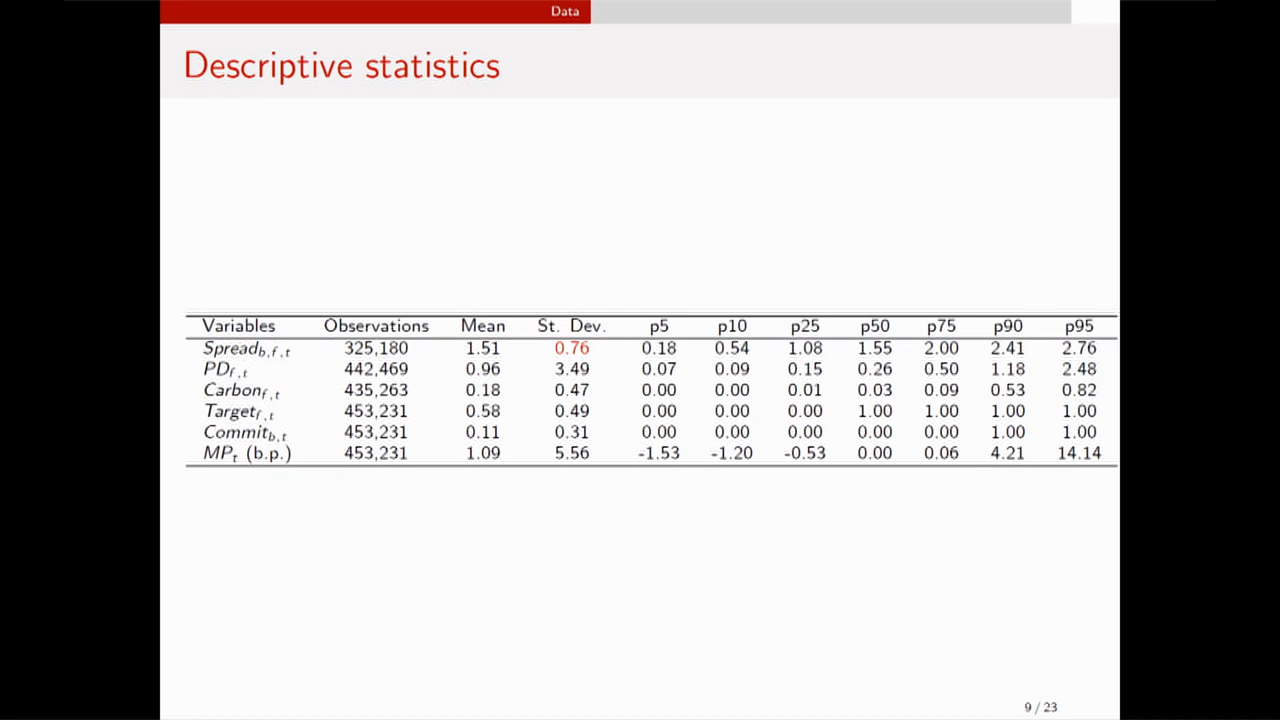 Data
Descriptive statistics
Variables Observations Mean St. Dev. p5 p10 p25 p50 p75 p90 p95
Spread_{b,f,t} 325,180 1.51 0.76 0.18 0.54 1.08 1.55 2.00 2.41 2.76
PD_{f,t} 442,469 0.96 3.49 0.07 0.09 0.15 0.26 0.50 1.18 2.48
Carbon_{f,t} 435,263 0.18 0.47 0.00 0.00 0.01 0.03 0.09 0.53 0.82
Target_{f,t} 453,231 0.58 0.49 0.00 0.00 0.00 1.00 1.00 1.00 1.00
Commit_{b,t} 453,231 0.11 0.31 0.00 0.00 0.00 0.00 0.00 1.00 1.00
MP_t (b.p.) 453,231 1.09 5.56 -1.53 -1.20 -0.53 0.00 0.06 4.21 14.14
9 / 23